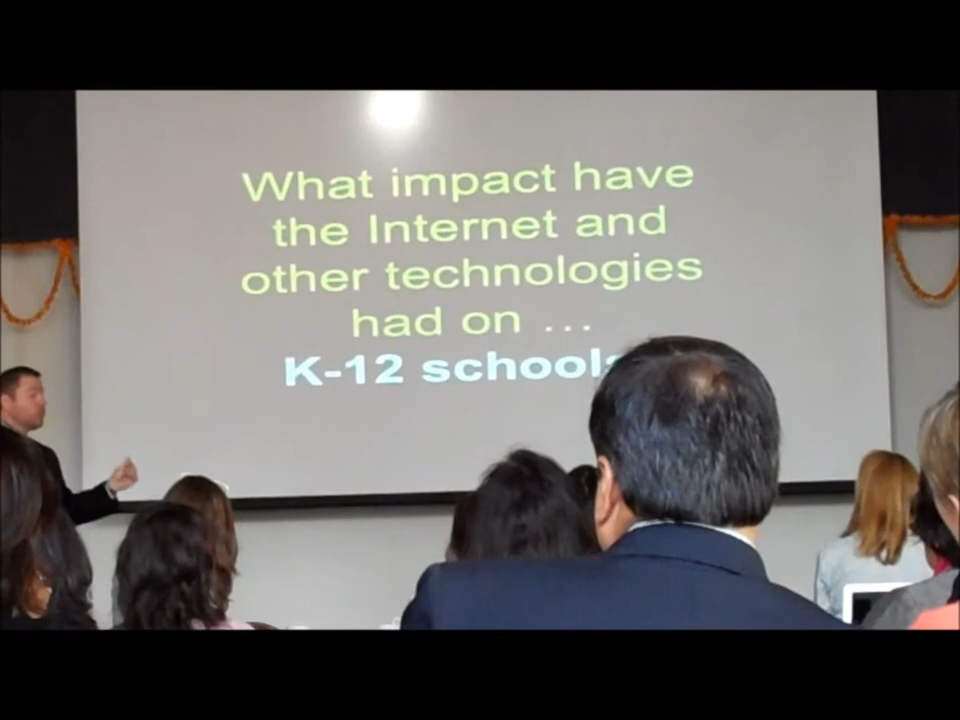 What impact have
the Internet and
other technologies
had on ...
K-12 schools